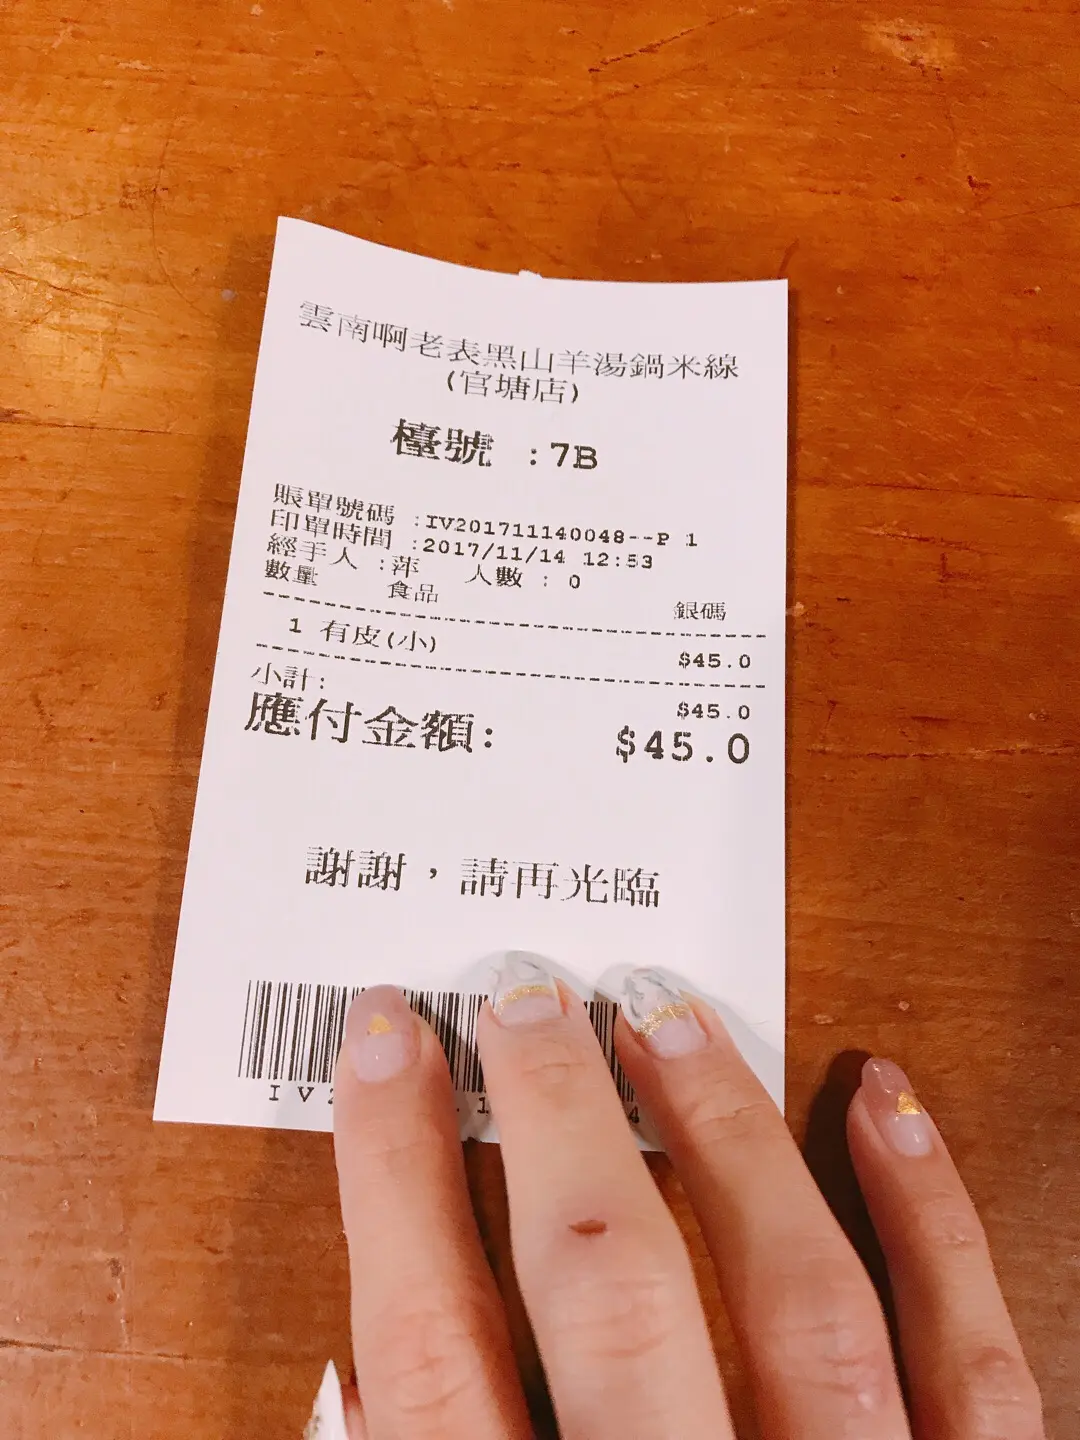 雲南啊老表黑山羊湯鍋米線
(官塘店)
檯號 :7B
賬單號碼 :IV201711140048--P 1
印單時間 :2017/11/14 12:53
經手人 :萍 人數 : 0
數量 食品 銀碼
1 有皮(小) $45.0
小計: $45.0
應付金額: $45.0
謝謝，請再光臨